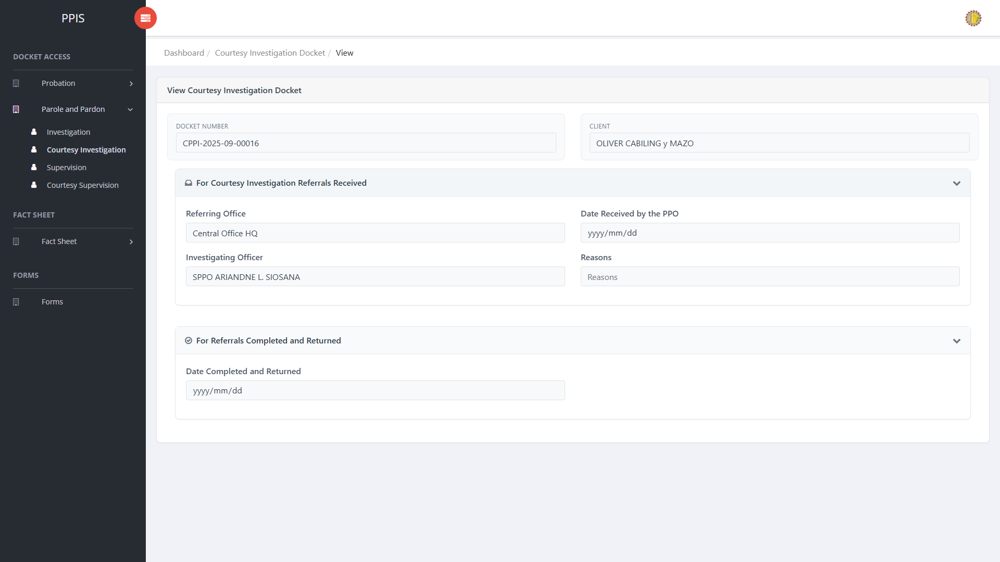 PPIS
DOCKET ACCESS
Probation
Parole and Pardon
Investigation
Courtesy Investigation
Supervision
Courtesy Supervision
FACT SHEET
Fact Sheet
FORMS
Forms
Dashboard / Courtesy Investigation Docket / View
View Courtesy Investigation Docket
DOCKET NUMBER
CPPI-2025-09-00016
CLIENT
OLIVER CABILING y MAZO
For Courtesy Investigation Referrals Received
Referring Office
Central Office HQ
Date Received by the PPO
yyyy/mm/dd
Investigating Officer
SPPO ARIANDNE L. SIOSANA
Reasons
Reasons
For Referrals Completed and Returned
Date Completed and Returned
yyyy/mm/dd